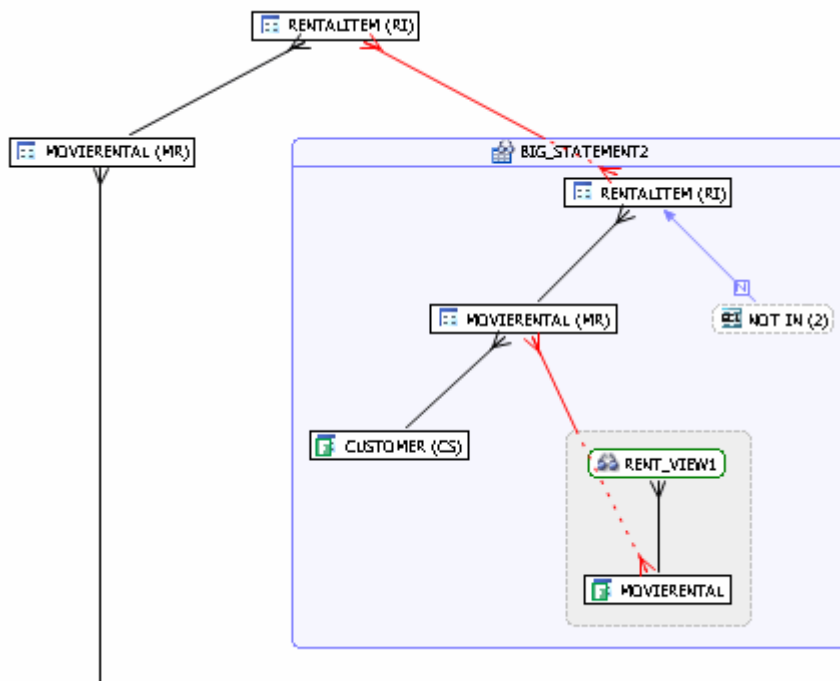 RENTALITEM (RI)
MOVIERENTAL (MR)
BIG_STATEMENT2
RENTALITEM (RI)
N
MOVIERENTAL (MR)
NOT IN (2)
CUSTOMER (CS)
RENT_VIEW1
MOVIERENTAL